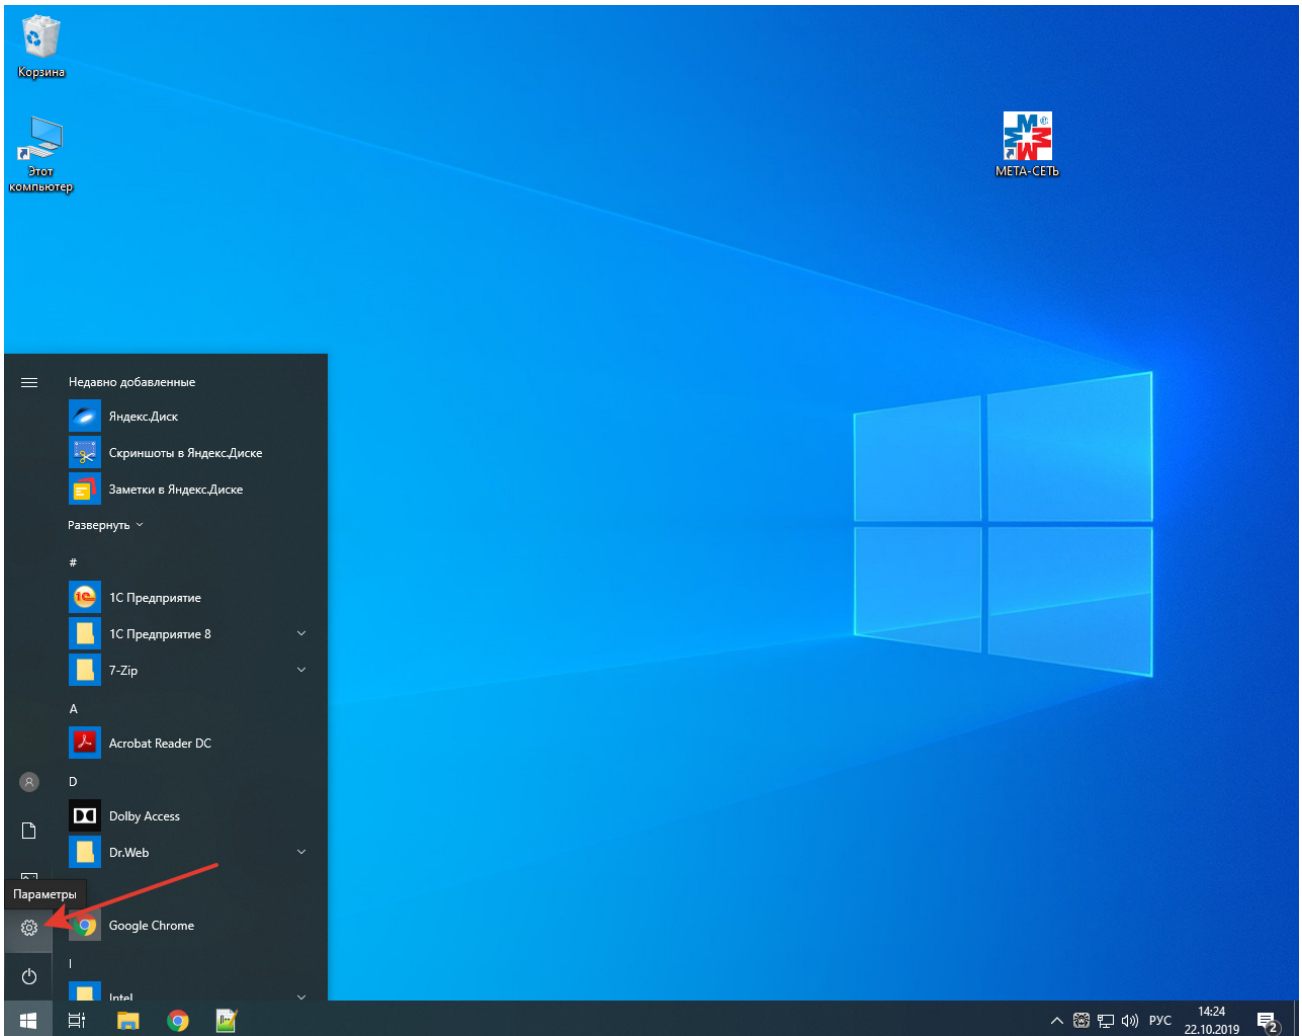 Корзина
Этот
компьютер
META-СЕТЬ
Недавно добавленные
Яндекс.Диск
Скриншоты в Яндекс.Диске
Заметки в Яндекс.Диске
Развернуть
#
1С Предприятие
1С Предприятие 8
7-Zip
A
Acrobat Reader DC
D
Dolby Access
Dr.Web
Параметры
Google Chrome
I
Intel
РУС
14:24
22.10.2019
2